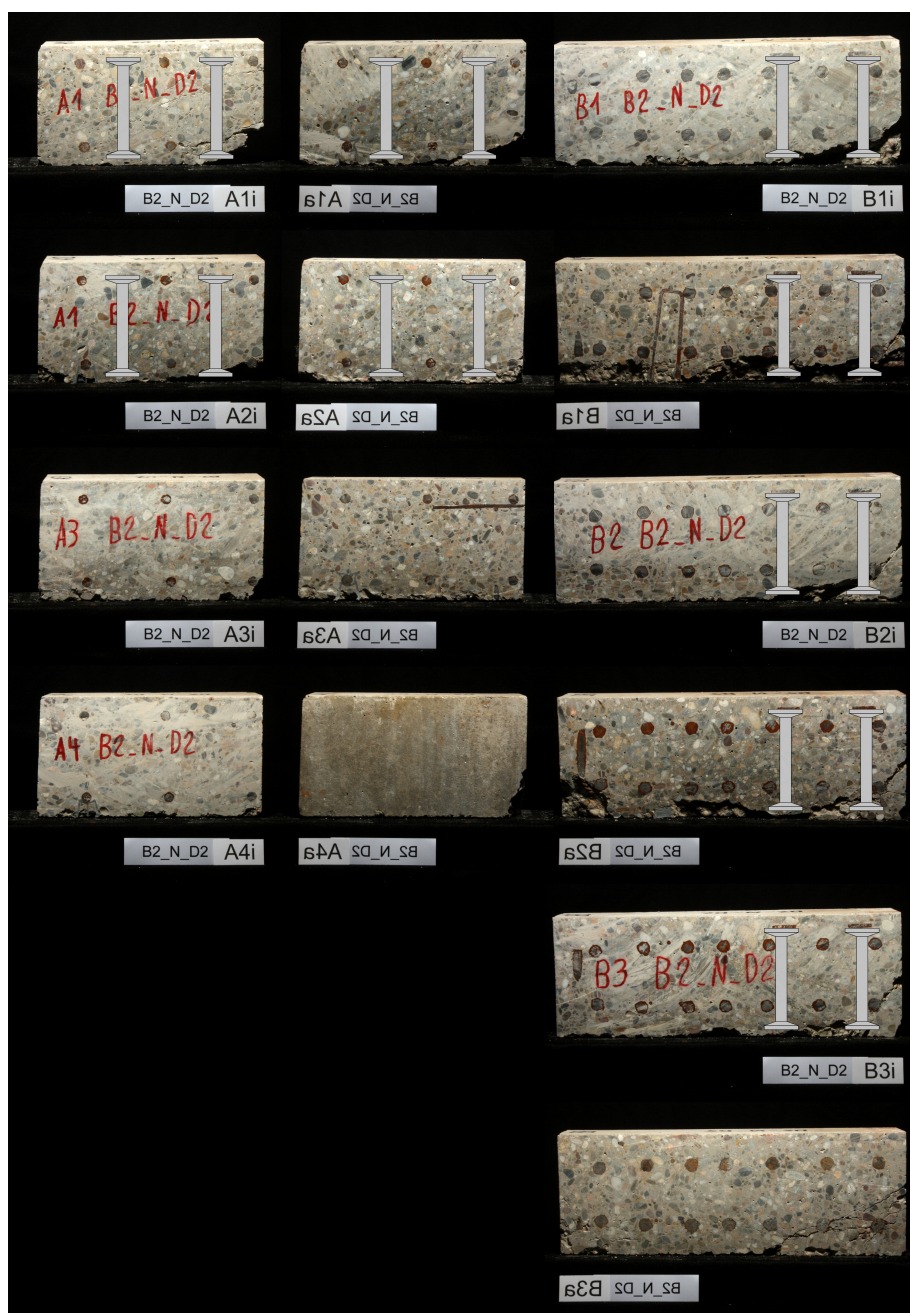 A1 B2_N_D2
B2_N_D2 A1i
A1a B2_N_D2
B1 B2_N_D2
B2_N_D2 B1i
A1 B2_N_D2
B2_N_D2 A2i
A2a B2_N_D2
B1a B2_N_D2
A3 B2_N_D2
B2_N_D2 A3i
A3a B2_N_D2
B2 B2_N_D2
B2_N_D2 B2i
A4 B2_N_D2
B2_N_D2 A4i
A4a B2_N_D2
B2a B2_N_D2
B3 B2_N_D2
B2_N_D2 B3i
B3a B2_N_D2